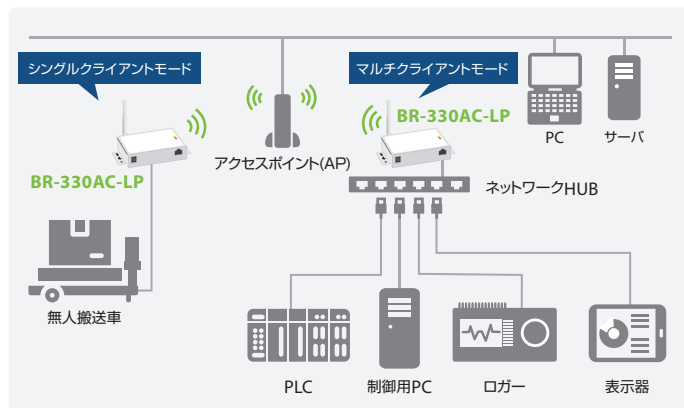 シングルクライアントモード
マルチクライアントモード
BR-330AC-LP
PC
サーバ
アクセスポイント(AP)
BR-330AC-LP
ネットワークHUB
無人搬送車
PLC
制御用PC
ロガー
表示器